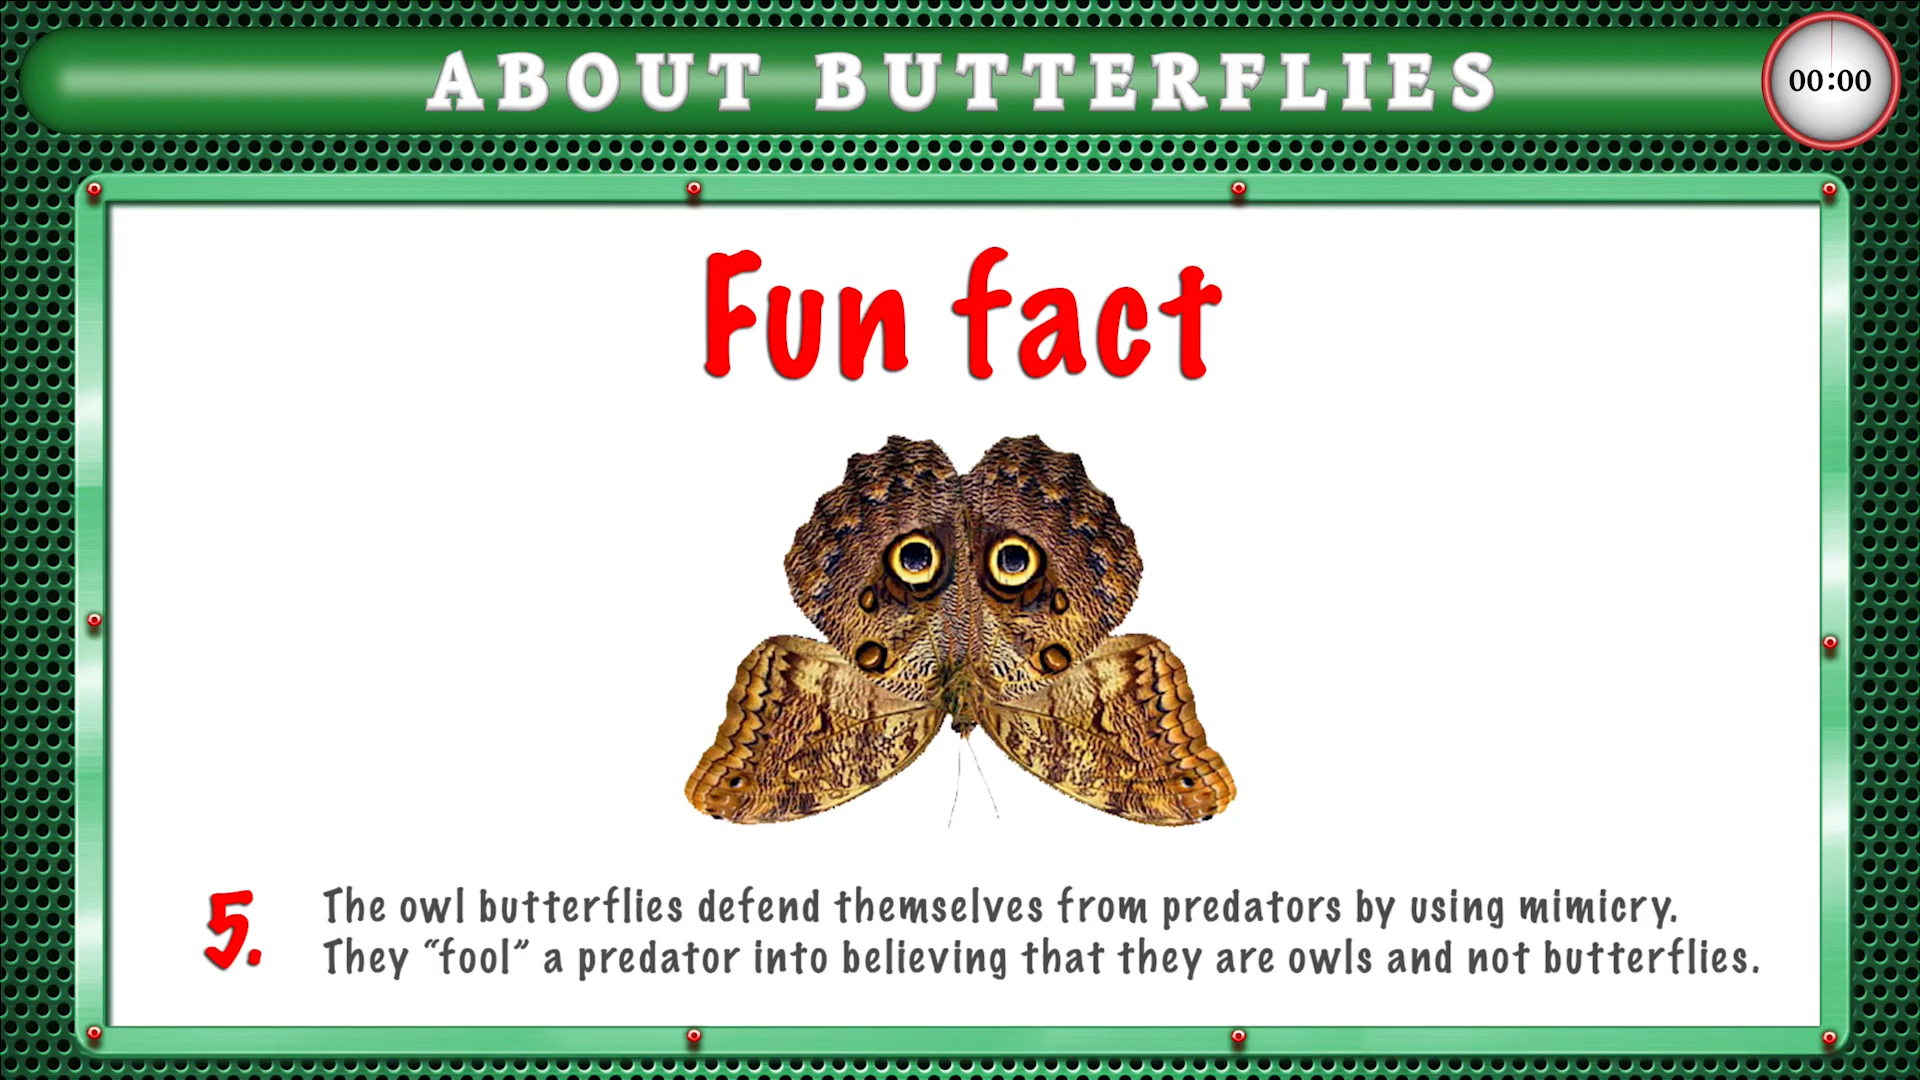 ABOUT BUTTERFLIES
00:00
Fun fact
5. The owl butterflies defend themselves from predators by using mimicry.
They “fool” a predator into believing that they are owls and not butterflies.